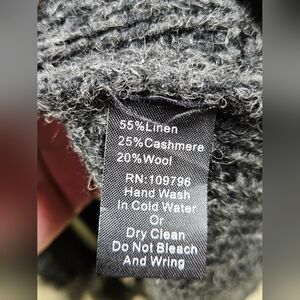 55%Linen
25%Cashmere
20%Wool
RN:109796
Hand Wash
In Cold Water
Or
Dry Clean
Do Not Bleach
And Wring